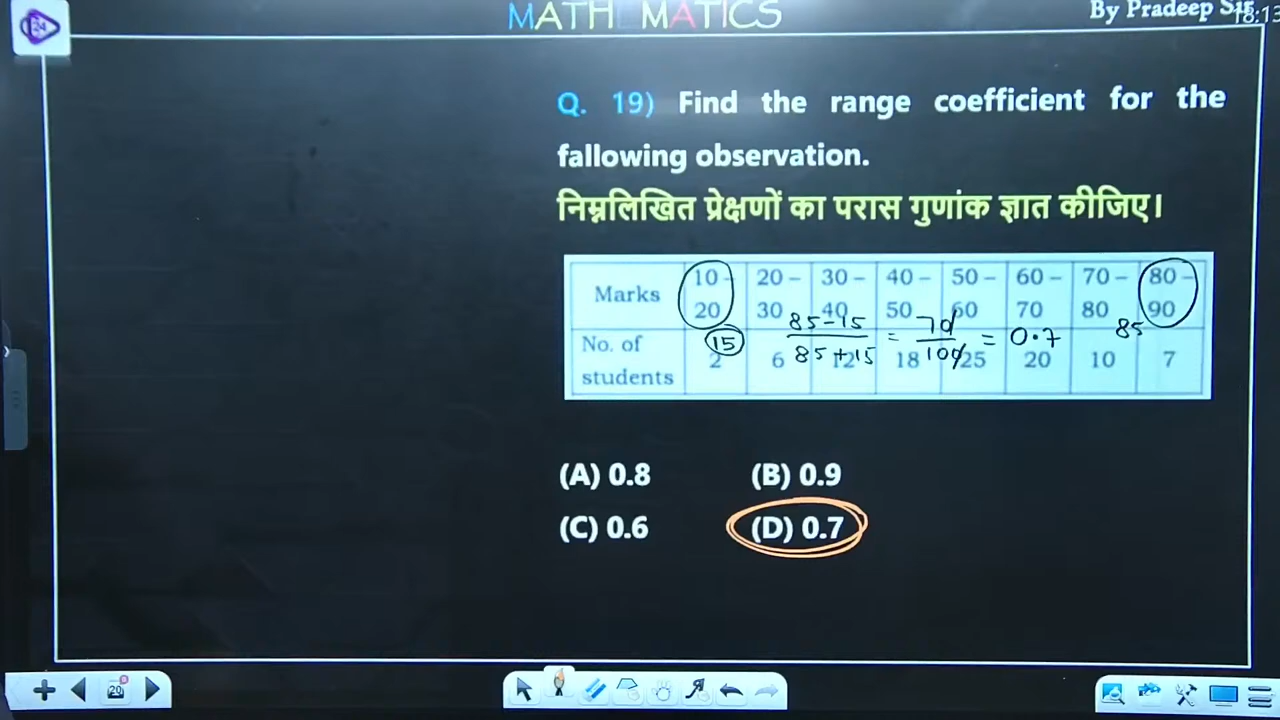 MATHEMATICS
By Pradeep Sir
18:13
Q. 19) Find the range coefficient for the
fallowing observation.
निम्नलिखित प्रेक्षणों का परास गुणांक ज्ञात कीजिए।
Marks 10 – 20 20 – 30 30 – 40 40 – 50 50 – 60 60 – 70 70 – 80 80 – 90
No. of students 2 6 12 18 25 20 10 7
15 85-15 / 85+15 = 70 / 100 = 0.7 85
(A) 0.8 (B) 0.9
(C) 0.6 (D) 0.7
20